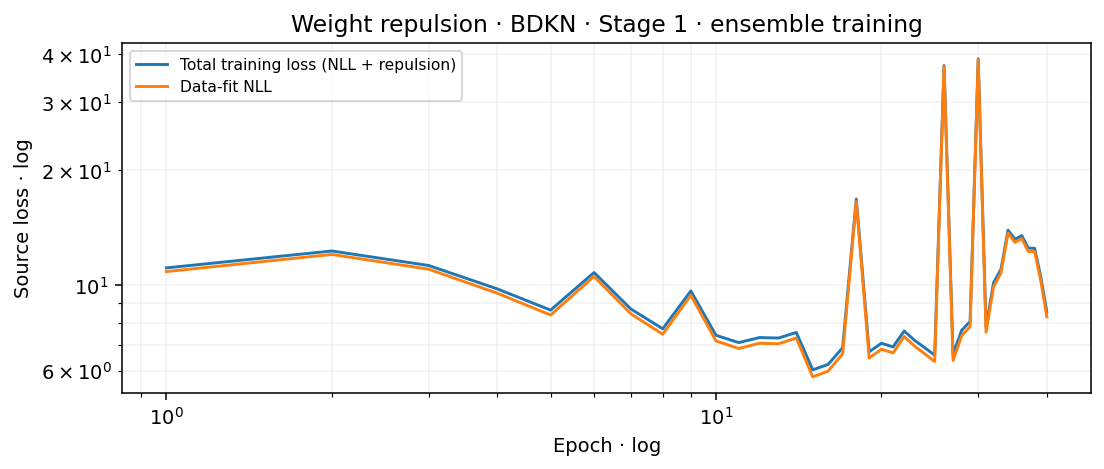 Weight repulsion · BDKN · Stage 1 · ensemble training
Total training loss (NLL + repulsion)
Data-fit NLL
Source loss · log
4 × 10¹
3 × 10¹
2 × 10¹
10¹
6 × 10⁰
10⁰
10¹
Epoch · log